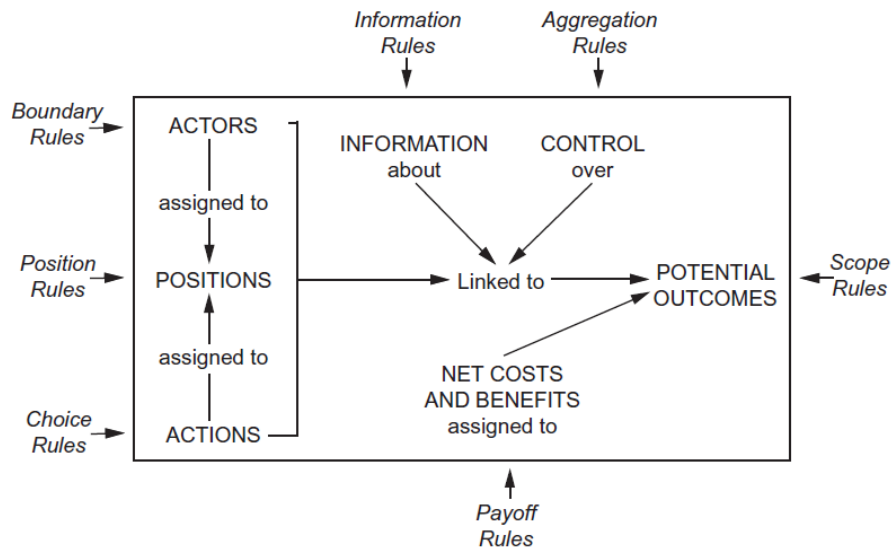 Information
Rules
Aggregation
Rules
Boundary
Rules
ACTORS
INFORMATION
about
CONTROL
over
assigned to
Position
Rules
POSITIONS
Linked to
POTENTIAL
OUTCOMES
Scope
Rules
assigned to
NET COSTS
AND BENEFITS
assigned to
Choice
Rules
ACTIONS
Payoff
Rules